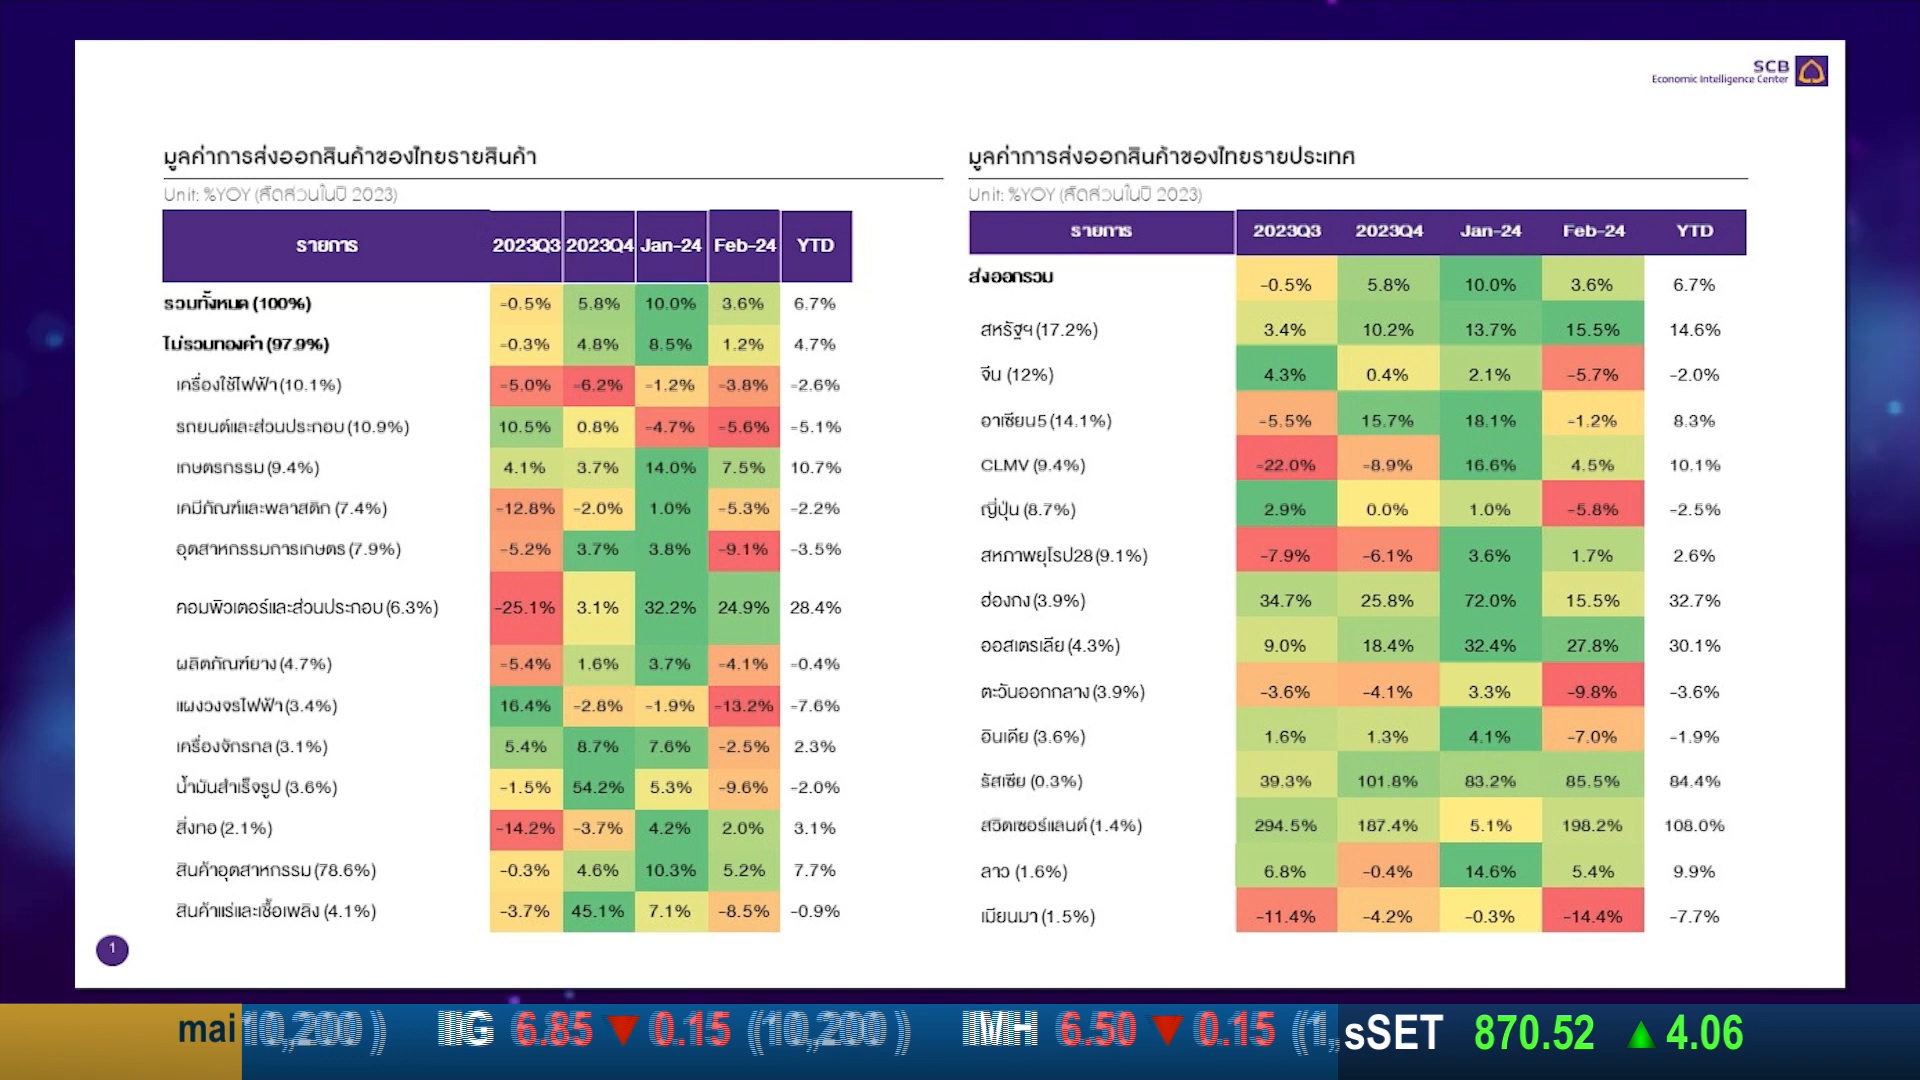 SCB
Economic Intelligence Center
มูลค่าการส่งออกสินค้าของไทยรายสินค้า
Unit: %YOY (สัดส่วนในปี 2023)
รายการ 2023Q3 2023Q4 Jan-24 Feb-24 YTD
รวมทั้งหมด (100%) -0.5% 5.8% 10.0% 3.6% 6.7%
ไม่รวมทองคำ (97.9%) -0.3% 4.8% 8.5% 1.2% 4.7%
เครื่องใช้ไฟฟ้า (10.1%) -5.0% -6.2% -1.2% -3.8% -2.6%
รถยนต์และส่วนประกอบ (10.9%) 10.5% 0.8% -4.7% -5.6% -5.1%
เกษตรกรรม (9.4%) 4.1% 3.7% 14.0% 7.5% 10.7%
เคมีภัณฑ์และพลาสติก (7.4%) -12.8% -2.0% 1.0% -5.3% -2.2%
อุตสาหกรรมการเกษตร (7.9%) -5.2% 3.7% 3.8% -9.1% -3.5%
คอมพิวเตอร์และส่วนประกอบ (6.3%) -25.1% 3.1% 32.2% 24.9% 28.4%
ผลิตภัณฑ์ยาง (4.7%) -5.4% 1.6% 3.7% -4.1% -0.4%
แผงวงจรไฟฟ้า (3.4%) 16.4% -2.8% -1.9% -13.2% -7.6%
เครื่องจักรกล (3.1%) 5.4% 8.7% 7.6% -2.5% 2.3%
น้ำมันสำเร็จรูป (3.6%) -1.5% 54.2% 5.3% -9.6% -2.0%
สิ่งทอ (2.1%) -14.2% -3.7% 4.2% 2.0% 3.1%
สินค้าอุตสาหกรรม (78.6%) -0.3% 4.6% 10.3% 5.2% 7.7%
สินค้าแร่และเชื้อเพลิง (4.1%) -3.7% 45.1% 7.1% -8.5% -0.9%
มูลค่าการส่งออกสินค้าของไทยรายประเทศ
Unit: %YOY (สัดส่วนในปี 2023)
รายการ 2023Q3 2023Q4 Jan-24 Feb-24 YTD
ส่งออกรวม -0.5% 5.8% 10.0% 3.6% 6.7%
สหรัฐฯ (17.2%) 3.4% 10.2% 13.7% 15.5% 14.6%
จีน (12%) 4.3% 0.4% 2.1% -5.7% -2.0%
อาเซียน5 (14.1%) -5.5% 15.7% 18.1% -1.2% 8.3%
CLMV (9.4%) -22.0% -8.9% 16.6% 4.5% 10.1%
ญี่ปุ่น (8.7%) 2.9% 0.0% 1.0% -5.8% -2.5%
สหภาพยุโรป28 (9.1%) -7.9% -6.1% 3.6% 1.7% 2.6%
ฮ่องกง (3.9%) 34.7% 25.8% 72.0% 15.5% 32.7%
ออสเตรเลีย (4.3%) 9.0% 18.4% 32.4% 27.8% 30.1%
ตะวันออกกลาง (3.9%) -3.6% -4.1% 3.3% -9.8% -3.6%
อินเดีย (3.6%) 1.6% 1.3% 4.1% -7.0% -1.9%
รัสเซีย (0.3%) 39.3% 101.8% 83.2% 85.5% 84.4%
สวิตเซอร์แลนด์ (1.4%) 294.5% 187.4% 5.1% 198.2% 108.0%
ลาว (1.6%) 6.8% -0.4% 14.6% 5.4% 9.9%
เมียนมา (1.5%) -11.4% -4.2% -0.3% -14.4% -7.7%
1
mai 10,200 ) IIG 6.85 ▼ 0.15 (10,200 ) IMH 6.50 ▼ 0.15 (1, sSET 870.52 ▲ 4.06